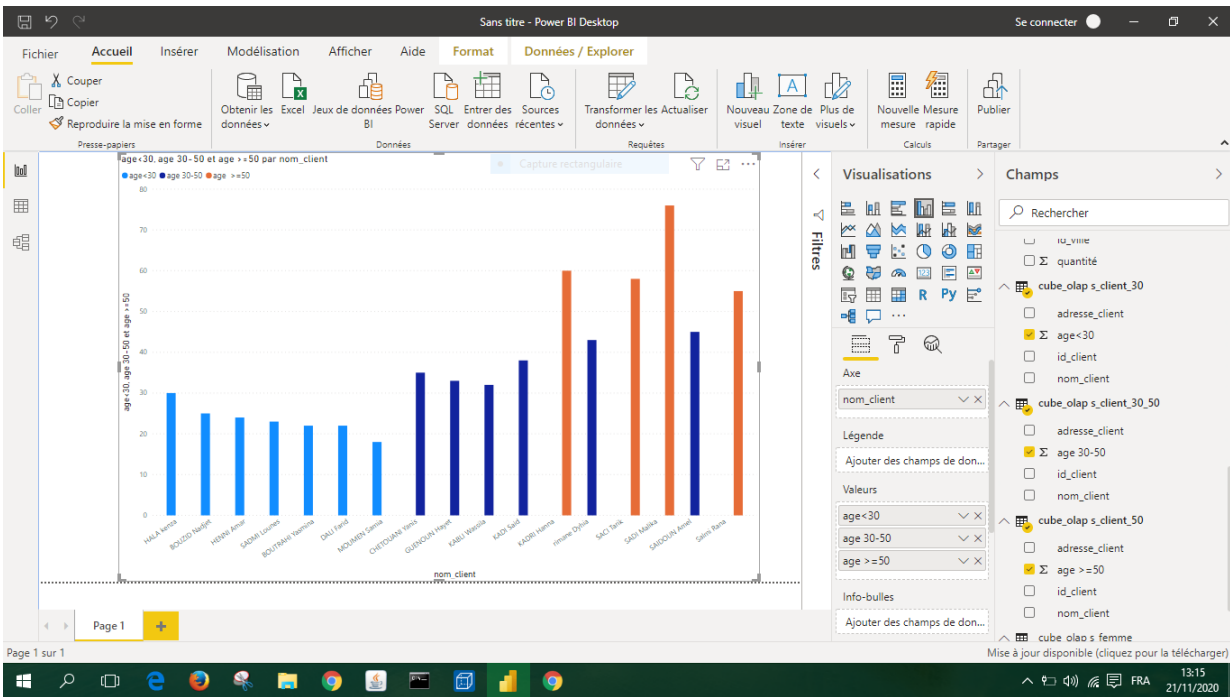 Sans titre - Power BI Desktop
Se connecter
Fichier Accueil Insérer Modélisation Afficher Aide Format Données / Explorer
Coller
Couper
Copier
Reproduire la mise en forme
Presse-papiers
Obtenir les données
Excel
Jeux de données Power BI
SQL Server
Entrer des données
Sources récentes
Données
Transformer les données
Actualiser
Requêtes
Nouveau visuel
Zone de texte
Plus de visuels
Insérer
Nouvelle mesure
Mesure rapide
Calculs
Publier
Partager
age<30, age 30-50 et age >=50 par nom_client
Capture rectangulaire
age<30 age 30-50 age >=50
age<30, age 30-50 et age >=50
80
70
60
50
40
30
20
10
0
HALA kenza
BOUZID Nadjet
HENNI Amar
SADMI Lounes
BOUTRAHI Yasmina
DALI Farid
MOUMEN Samia
CHETOUANI Yanis
GUENOUN Hayet
KABLI Wassila
KADI Said
KADRI Hanna
nmane Dyhia
SACI Tarik
SADI Malika
SAIDOUN Amel
Salmi Rana
nom_client
Filtres
Visualisations
R Py
Axe
nom_client
Légende
Ajouter des champs de don...
Valeurs
age<30
age 30-50
age >=50
Info-bulles
Ajouter des champs de don...
Champs
Rechercher
id_ville
quantité
cube_olap s_client_30
adresse_client
age<30
id_client
nom_client
cube_olap s_client_30_50
adresse_client
age 30-50
id_client
nom_client
cube_olap s_client_50
adresse_client
age >=50
id_client
nom_client
cube_olap s_femme
Page 1
Page 1 sur 1
Mise à jour disponible (cliquez pour la télécharger)
FRA
13:15
21/11/2020